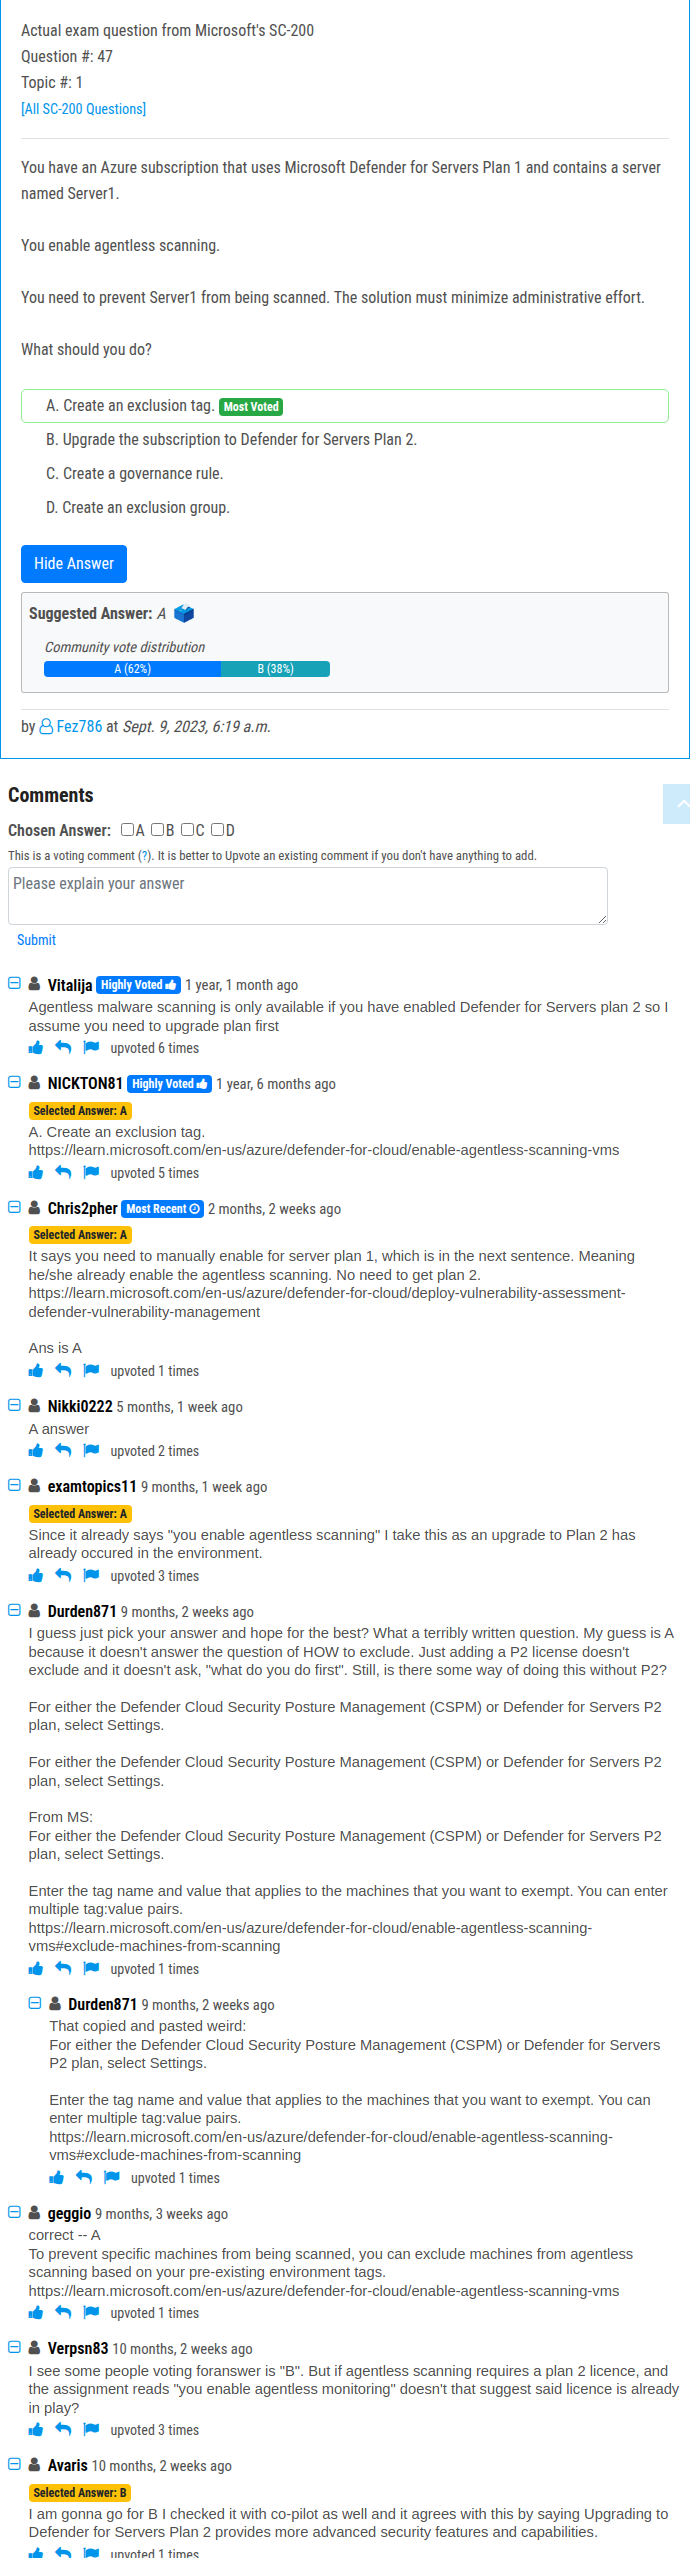 Actual exam question from Microsoft's SC-200
Question #: 47
Topic #: 1
[All SC-200 Questions]
You have an Azure subscription that uses Microsoft Defender for Servers Plan 1 and contains a server
named Server1.
You enable agentless scanning.
You need to prevent Server1 from being scanned. The solution must minimize administrative effort.
What should you do?
A. Create an exclusion tag. Most Voted
B. Upgrade the subscription to Defender for Servers Plan 2.
C. Create a governance rule.
D. Create an exclusion group.
Hide Answer
Suggested Answer: A
Community vote distribution
A (62%) B (38%)
by Fez786 at Sept. 9, 2023, 6:19 a.m.
Comments
Chosen Answer: A B C D
This is a voting comment (?). It is better to Upvote an existing comment if you don't have anything to add.
Please explain your answer
Submit
Vitalija Highly Voted 1 year, 1 month ago
Agentless malware scanning is only available if you have enabled Defender for Servers plan 2 so I
assume you need to upgrade plan first
upvoted 6 times
NICKTON81 Highly Voted 1 year, 6 months ago
Selected Answer: A
A. Create an exclusion tag.
https://learn.microsoft.com/en-us/azure/defender-for-cloud/enable-agentless-scanning-vms
upvoted 5 times
Chris2pher Most Recent 2 months, 2 weeks ago
Selected Answer: A
It says you need to manually enable for server plan 1, which is in the next sentence. Meaning
he/she already enable the agentless scanning. No need to get plan 2.
https://learn.microsoft.com/en-us/azure/defender-for-cloud/deploy-vulnerability-assessment-
defender-vulnerability-management
Ans is A
upvoted 1 times
Nikki0222 5 months, 1 week ago
A answer
upvoted 2 times
examtopics11 9 months, 1 week ago
Selected Answer: A
Since it already says "you enable agentless scanning" I take this as an upgrade to Plan 2 has
already occured in the environment.
upvoted 3 times
Durden871 9 months, 2 weeks ago
I guess just pick your answer and hope for the best? What a terribly written question. My guess is A
because it doesn't answer the question of HOW to exclude. Just adding a P2 license doesn't
exclude and it doesn't ask, "what do you do first". Still, is there some way of doing this without P2?
For either the Defender Cloud Security Posture Management (CSPM) or Defender for Servers P2
plan, select Settings.
For either the Defender Cloud Security Posture Management (CSPM) or Defender for Servers P2
plan, select Settings.
From MS:
For either the Defender Cloud Security Posture Management (CSPM) or Defender for Servers P2
plan, select Settings.
Enter the tag name and value that applies to the machines that you want to exempt. You can enter
multiple tag:value pairs.
https://learn.microsoft.com/en-us/azure/defender-for-cloud/enable-agentless-scanning-
vms#exclude-machines-from-scanning
upvoted 1 times
Durden871 9 months, 2 weeks ago
That copied and pasted weird:
For either the Defender Cloud Security Posture Management (CSPM) or Defender for Servers
P2 plan, select Settings.
Enter the tag name and value that applies to the machines that you want to exempt. You can
enter multiple tag:value pairs.
https://learn.microsoft.com/en-us/azure/defender-for-cloud/enable-agentless-scanning-
vms#exclude-machines-from-scanning
upvoted 1 times
geggio 9 months, 3 weeks ago
correct -- A
To prevent specific machines from being scanned, you can exclude machines from agentless
scanning based on your pre-existing environment tags.
https://learn.microsoft.com/en-us/azure/defender-for-cloud/enable-agentless-scanning-vms
upvoted 1 times
Verpsn83 10 months, 2 weeks ago
I see some people voting foranswer is "B". But if agentless scanning requires a plan 2 licence, and
the assignment reads "you enable agentless monitoring" doesn't that suggest said licence is already
in play?
upvoted 3 times
Avaris 10 months, 2 weeks ago
Selected Answer: B
I am gonna go for B I checked it with co-pilot as well and it agrees with this by saying Upgrading to
Defender for Servers Plan 2 provides more advanced security features and capabilities.
upvoted 1 times